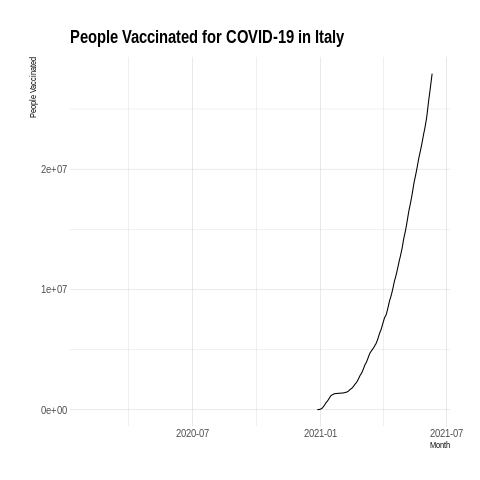 People Vaccinated for COVID-19 in Italy
People Vaccinated
2e+07
1e+07
0e+00
2020-07
2021-01
2021-07
Month